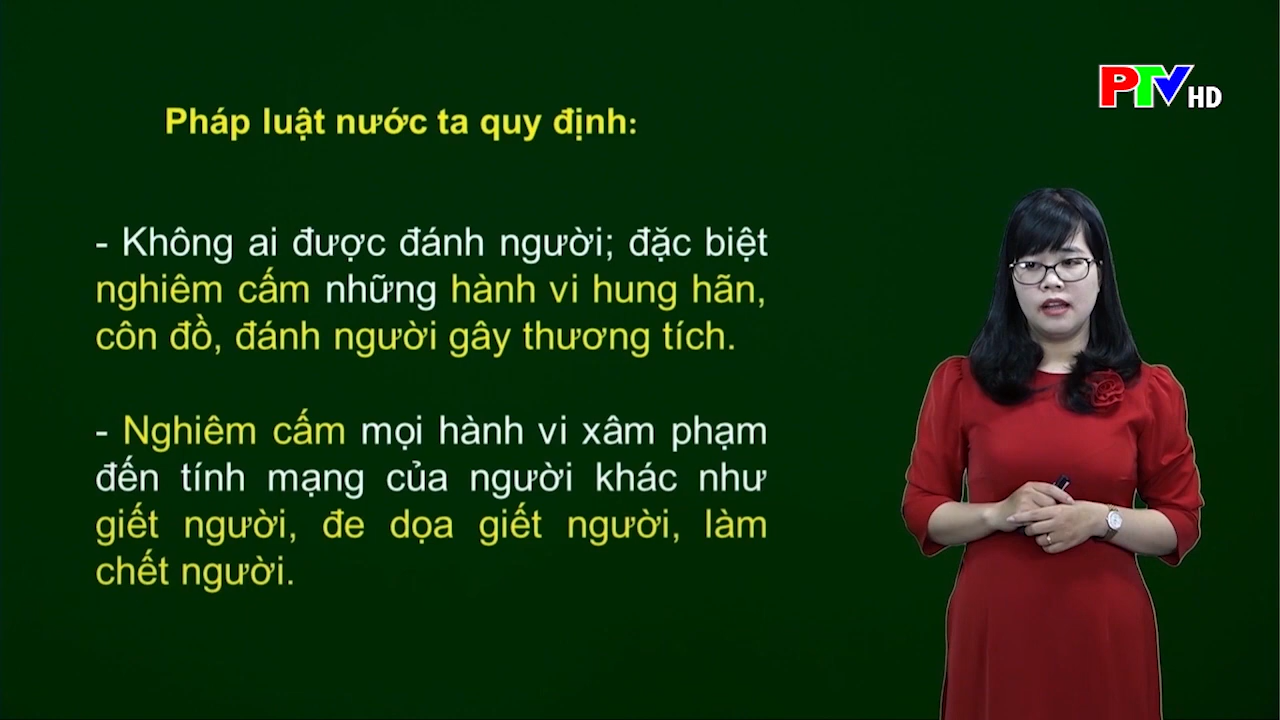 PTV HD
Pháp luật nước ta quy định:
- Không ai được đánh người; đặc biệt
nghiêm cấm những hành vi hung hãn,
côn đồ, đánh người gây thương tích.
- Nghiêm cấm mọi hành vi xâm phạm
đến tính mạng của người khác như
giết người, đe dọa giết người, làm
chết người.